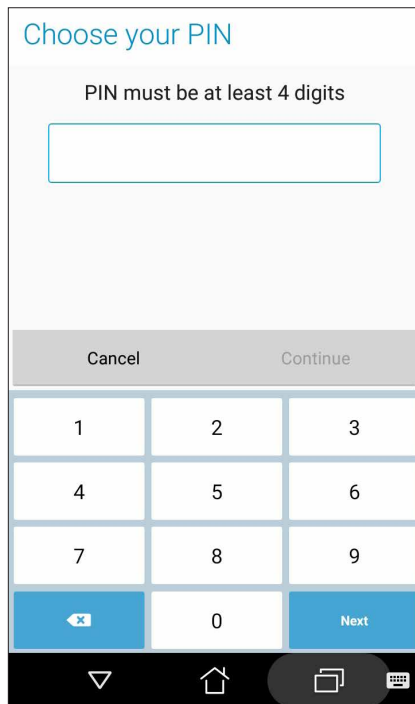 Choose your PIN
PIN must be at least 4 digits
Cancel Continue
1 2 3
4 5 6
7 8 9
0 Next